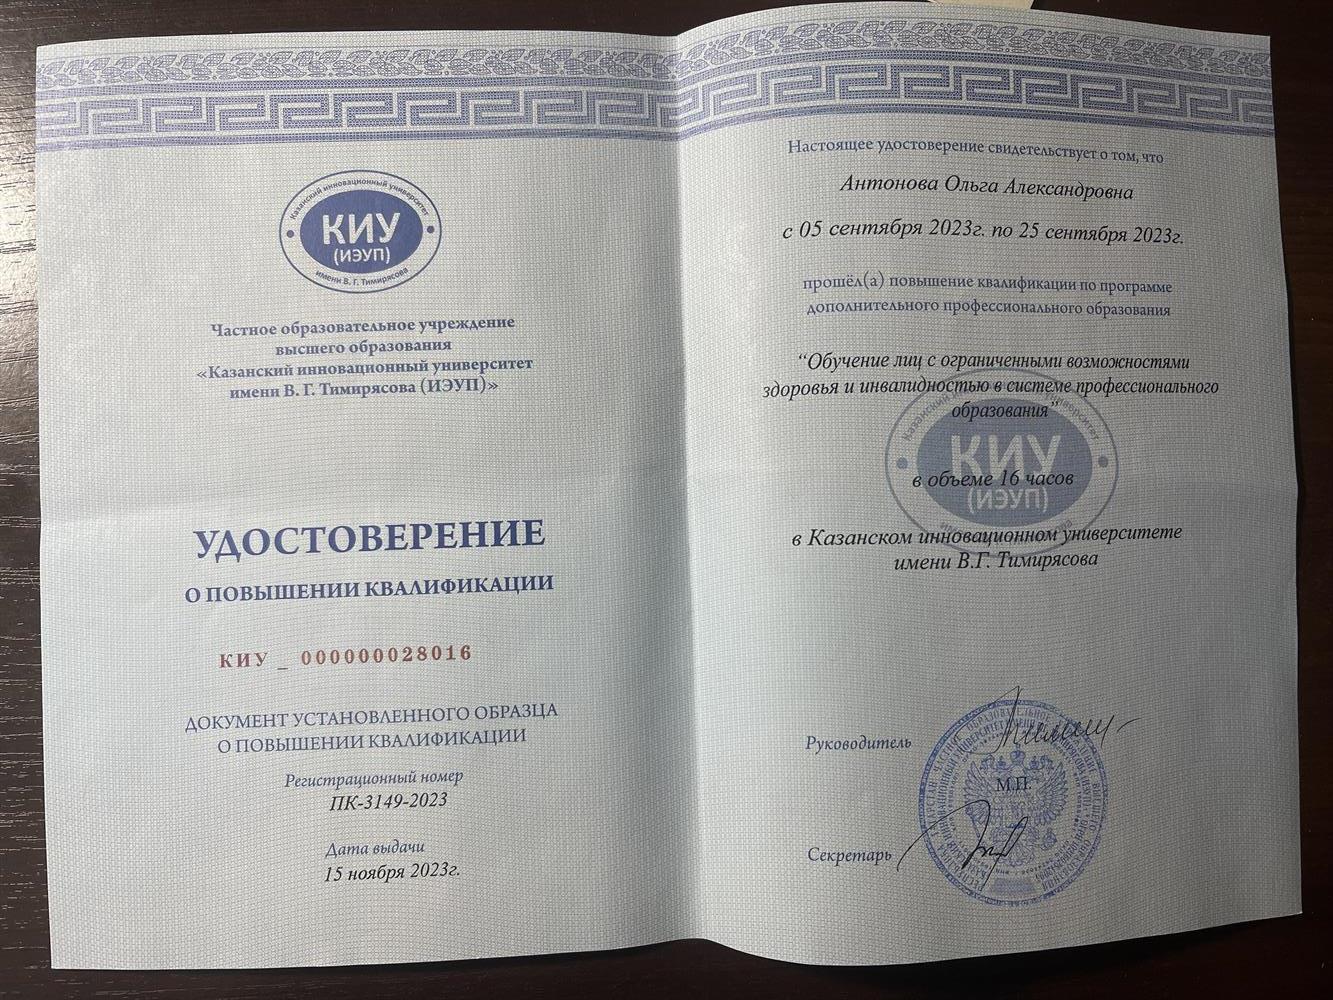 Казанский инновационный университет
КИУ
(ИЭУП)
имени В. Г. Тимирясова
Частное образовательное учреждение
высшего образования
«Казанский инновационный университет
имени В. Г. Тимирясова (ИЭУП)»
УДОСТОВЕРЕНИЕ
О ПОВЫШЕНИИ КВАЛИФИКАЦИИ
КИУ _ 000000028016
ДОКУМЕНТ УСТАНОВЛЕННОГО ОБРАЗЦА
О ПОВЫШЕНИИ КВАЛИФИКАЦИИ
Регистрационный номер
ПК-3149-2023
Дата выдачи
15 ноября 2023г.
Настоящее удостоверение свидетельствует о том, что
Антонова Ольга Александровна
с 05 сентября 2023г. по 25 сентября 2023г.
прошёл(а) повышение квалификации по программе
дополнительного профессионального образования
“Обучение лиц с ограниченными возможностями
здоровья и инвалидностью в системе профессионального
образования”
КИУ
в объеме 16 часов
(ИЭУП)
в Казанском инновационном университете
имени В.Г. Тимирясова
Руководитель
М.П.
Секретарь